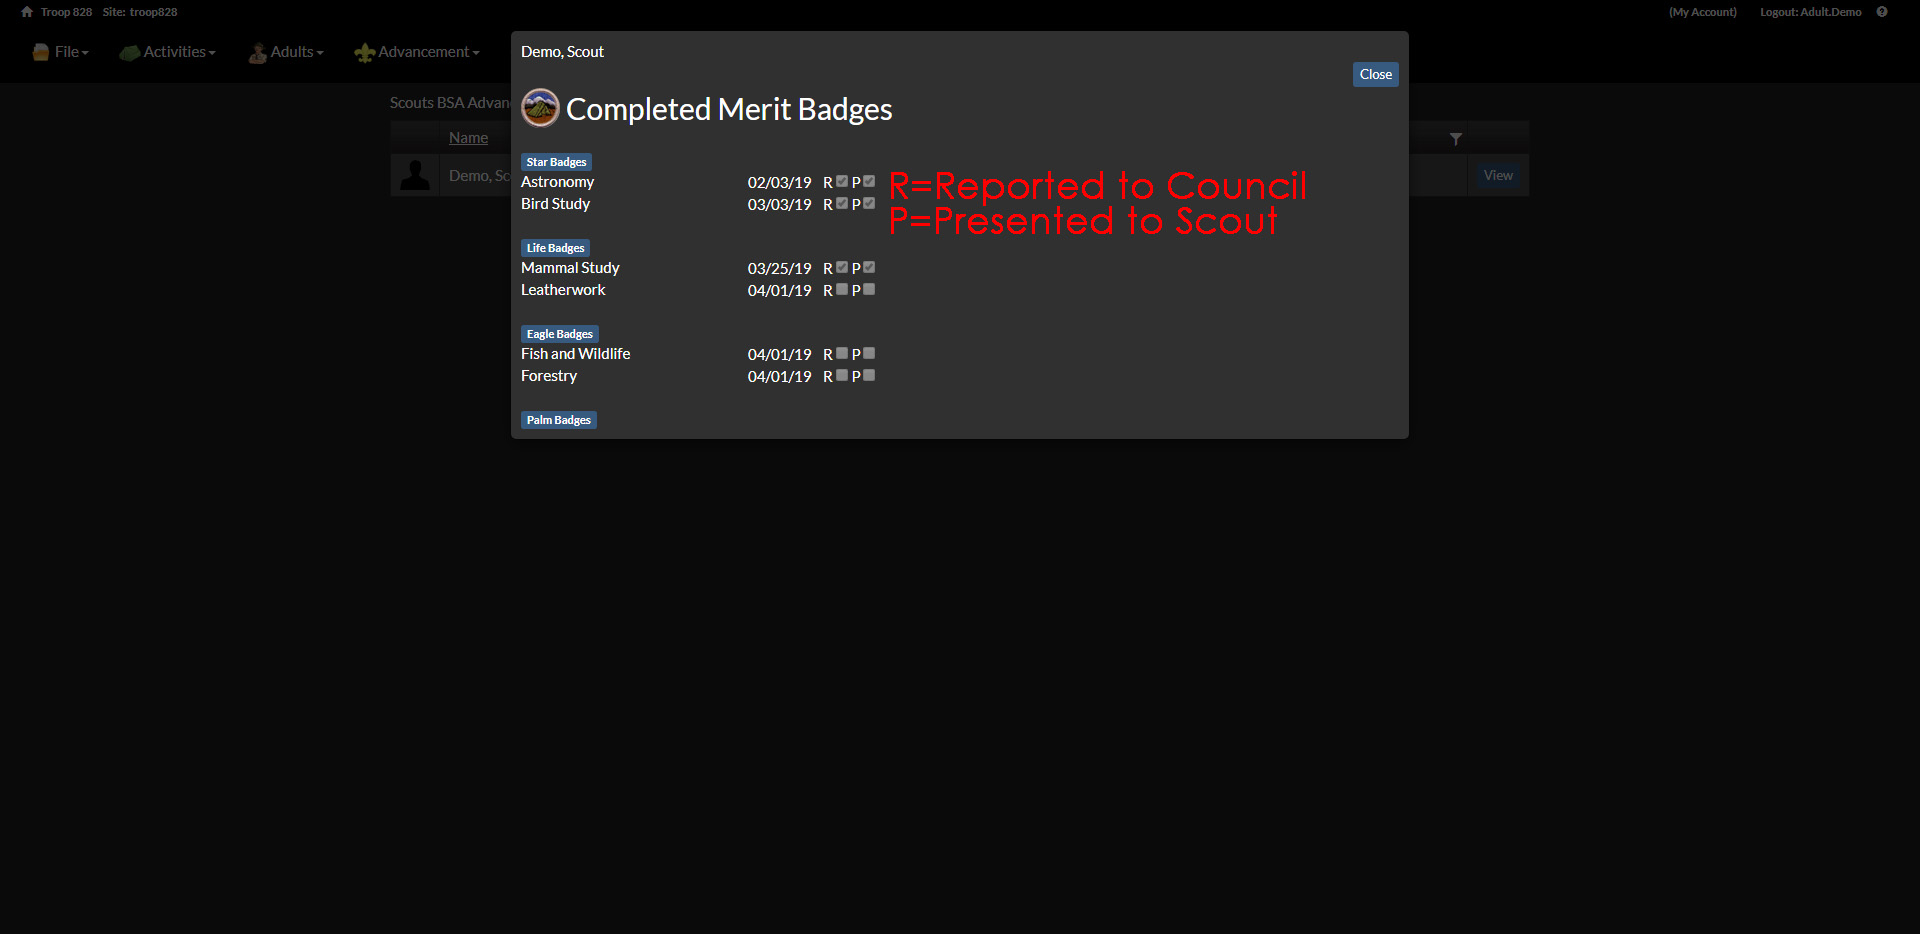 Troop 828 Site: troop828 (My Account) Logout: Adult.Demo
File Activities Adults Advancement
Demo, Scout
Close
Scouts BSA Advan
Completed Merit Badges
Name
Demo, Sc
View
Star Badges
Astronomy 02/03/19 R P
Bird Study 03/03/19 R P
R=Reported to Council
P=Presented to Scout
Life Badges
Mammal Study 03/25/19 R P
Leatherwork 04/01/19 R P
Eagle Badges
Fish and Wildlife 04/01/19 R P
Forestry 04/01/19 R P
Palm Badges